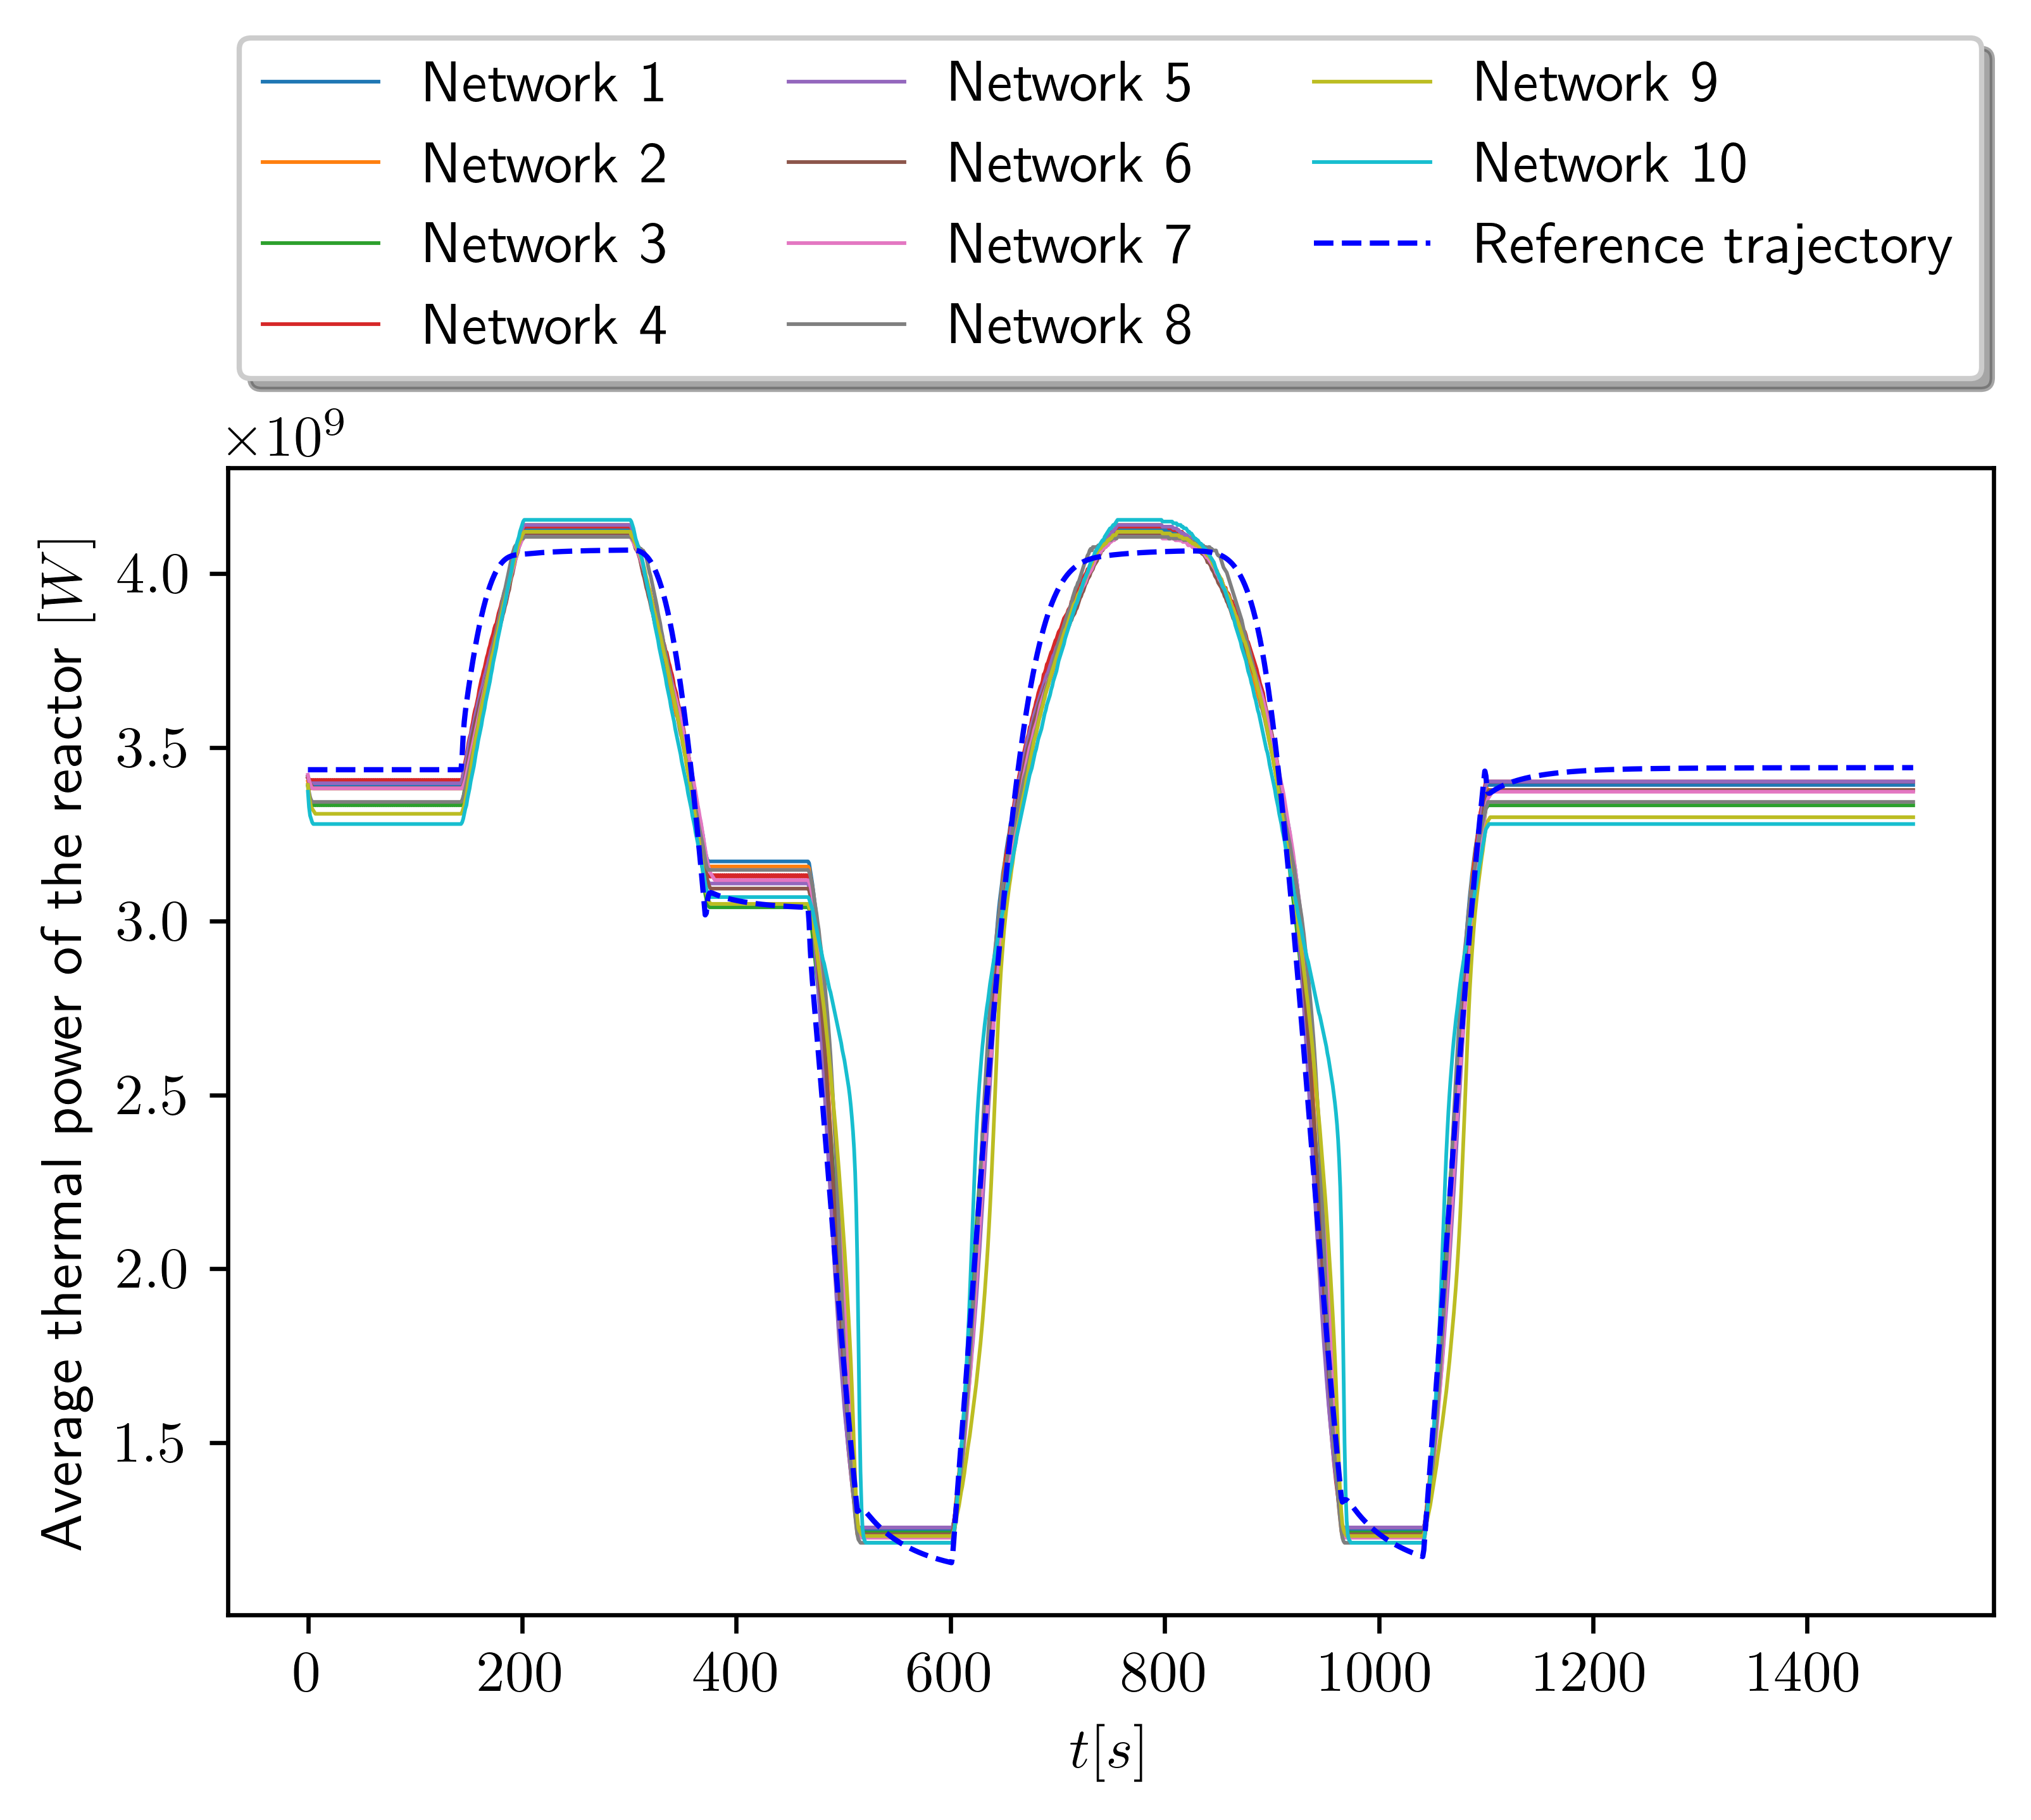 Network 1
Network 2
Network 3
Network 4
Network 5
Network 6
Network 7
Network 8
Network 9
Network 10
Reference trajectory
×10⁹
Average thermal power of the reactor [W]
4.0
3.5
3.0
2.5
2.0
1.5
0 200 400 600 800 1000 1200 1400
t[s]